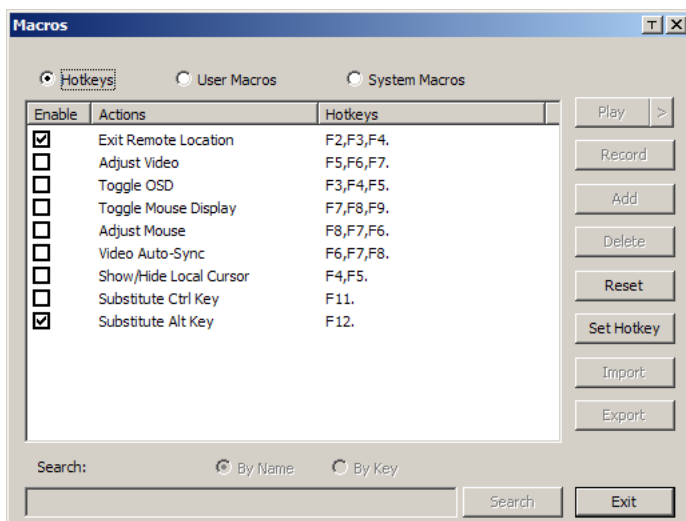 Macros
Hotkeys User Macros System Macros
Enable Actions Hotkeys
Exit Remote Location F2,F3,F4.
Adjust Video F5,F6,F7.
Toggle OSD F3,F4,F5.
Toggle Mouse Display F7,F8,F9.
Adjust Mouse F8,F7,F6.
Video Auto-Sync F6,F7,F8.
Show/Hide Local Cursor F4,F5.
Substitute Ctrl Key F11.
Substitute Alt Key F12.
Play >
Record
Add
Delete
Reset
Set Hotkey
Import
Export
Search: By Name By Key
Search Exit